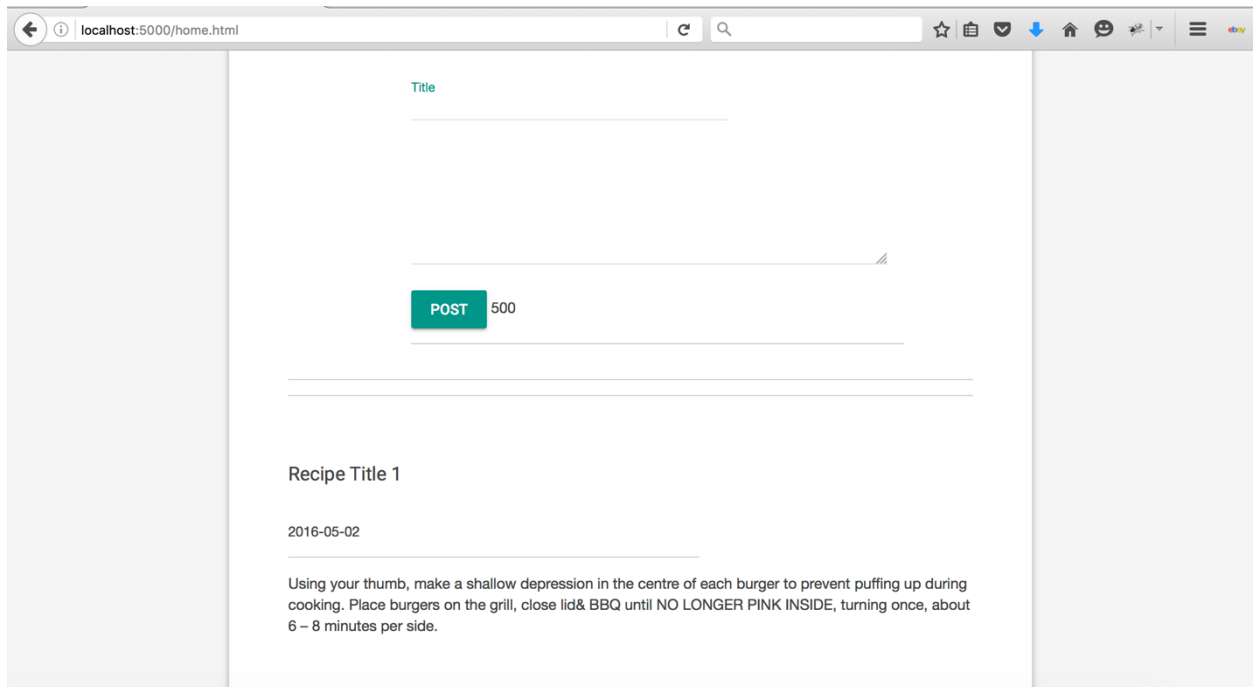 localhost:5000/home.html
ebay
Title
POST 500
Recipe Title 1
2016-05-02
Using your thumb, make a shallow depression in the centre of each burger to prevent puffing up during
cooking. Place burgers on the grill, close lid& BBQ until NO LONGER PINK INSIDE, turning once, about
6 – 8 minutes per side.